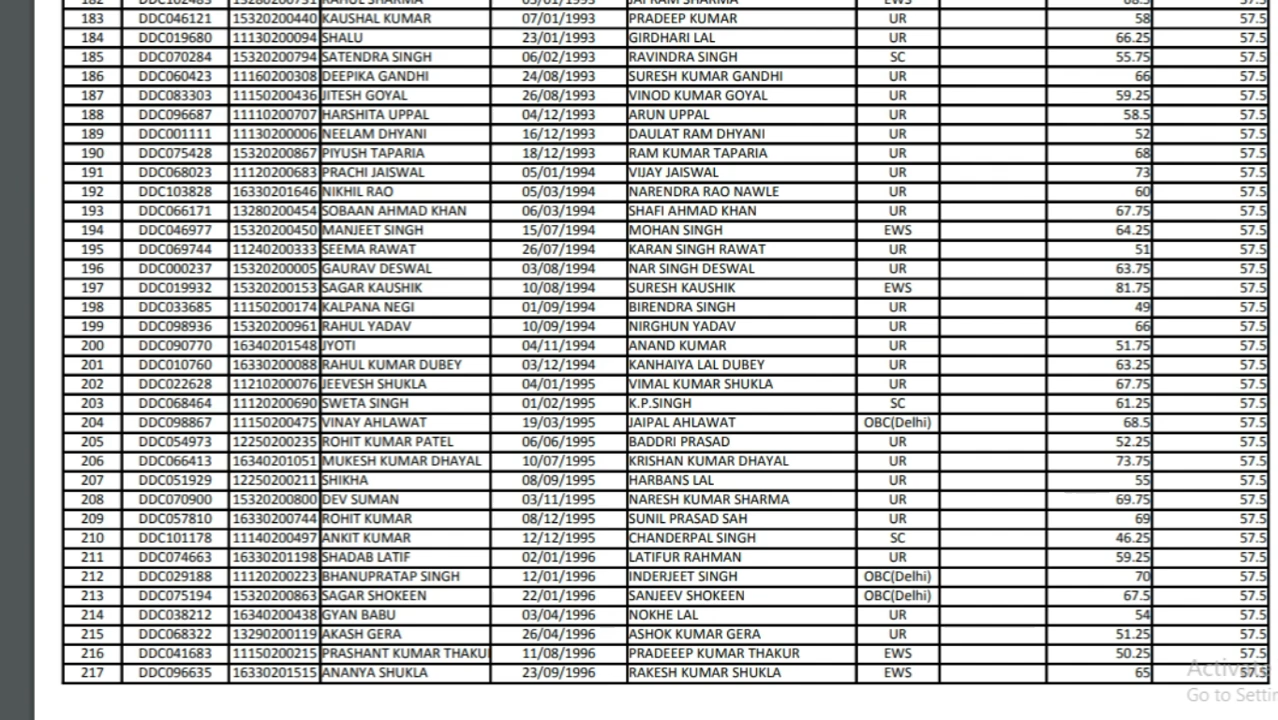 182 DDC102483 15280200751 RAHUL SHARMA 05/01/1993 JAI RAM SHARMA EWS 68.5 57.5
183 DDC046121 15320200440 KAUSHAL KUMAR 07/01/1993 PRADEEP KUMAR UR 58 57.5
184 DDC019680 11130200094 SHALU 23/01/1993 GIRDHARI LAL UR 66.25 57.5
185 DDC070284 15320200794 SATENDRA SINGH 06/02/1993 RAVINDRA SINGH SC 55.75 57.5
186 DDC060423 11160200308 DEEPIKA GANDHI 24/08/1993 SURESH KUMAR GANDHI UR 66 57.5
187 DDC083303 11150200436 JITESH GOYAL 26/08/1993 VINOD KUMAR GOYAL UR 59.25 57.5
188 DDC096687 11110200707 HARSHITA UPPAL 04/12/1993 ARUN UPPAL UR 58.5 57.5
189 DDC001111 11130200006 NEELAM DHYANI 16/12/1993 DAULAT RAM DHYANI UR 52 57.5
190 DDC075428 15320200867 PIYUSH TAPARIA 18/12/1993 RAM KUMAR TAPARIA UR 68 57.5
191 DDC068023 11120200683 PRACHI JAISWAL 05/01/1994 VIJAY JAISWAL UR 73 57.5
192 DDC103828 16330201646 NIKHIL RAO 05/03/1994 NARENDRA RAO NAWLE UR 60 57.5
193 DDC066171 13280200454 SOBAAN AHMAD KHAN 06/03/1994 SHAFI AHMAD KHAN UR 67.75 57.5
194 DDC046977 15320200450 MANJEET SINGH 15/07/1994 MOHAN SINGH EWS 64.25 57.5
195 DDC069744 11240200333 SEEMA RAWAT 26/07/1994 KARAN SINGH RAWAT UR 51 57.5
196 DDC000237 15320200005 GAURAV DESWAL 03/08/1994 NAR SINGH DESWAL UR 63.75 57.5
197 DDC019932 15320200153 SAGAR KAUSHIK 10/08/1994 SURESH KAUSHIK EWS 81.75 57.5
198 DDC033685 11150200174 KALPANA NEGI 01/09/1994 BIRENDRA SINGH UR 49 57.5
199 DDC098936 15320200961 RAHUL YADAV 10/09/1994 NIRGHUN YADAV UR 66 57.5
200 DDC090770 16340201548 JYOTI 04/11/1994 ANAND KUMAR UR 51.75 57.5
201 DDC010760 16330200088 RAHUL KUMAR DUBEY 03/12/1994 KANHAIYA LAL DUBEY UR 63.25 57.5
202 DDC022628 11210200076 JEEVESH SHUKLA 04/01/1995 VIMAL KUMAR SHUKLA UR 67.75 57.5
203 DDC068464 11120200690 SWETA SINGH 01/02/1995 K.P.SINGH SC 61.25 57.5
204 DDC098867 11150200475 VINAY AHLAWAT 19/03/1995 JAIPAL AHLAWAT OBC(Delhi) 68.5 57.5
205 DDC054973 12250200235 ROHIT KUMAR PATEL 06/06/1995 BADDRI PRASAD UR 52.25 57.5
206 DDC066413 16340201051 MUKESH KUMAR DHAYAL 10/07/1995 KRISHAN KUMAR DHAYAL UR 73.75 57.5
207 DDC051929 12250200211 SHIKHA 08/09/1995 HARBANS LAL UR 55 57.5
208 DDC070900 15320200800 DEV SUMAN 03/11/1995 NARESH KUMAR SHARMA UR 69.75 57.5
209 DDC057810 16330200744 ROHIT KUMAR 08/12/1995 SUNIL PRASAD SAH UR 69 57.5
210 DDC101178 11140200497 ANKIT KUMAR 12/12/1995 CHANDERPAL SINGH SC 46.25 57.5
211 DDC074663 16330201198 SHADAB LATIF 02/01/1996 LATIFUR RAHMAN UR 59.25 57.5
212 DDC029188 11120200223 BHANUPRATAP SINGH 12/01/1996 INDERJEET SINGH OBC(Delhi) 70 57.5
213 DDC075194 15320200863 SAGAR SHOKEEN 22/01/1996 SANJEEV SHOKEEN OBC(Delhi) 67.5 57.5
214 DDC038212 16340200438 GYAN BABU 03/04/1996 NOKHE LAL UR 54 57.5
215 DDC068322 13290200119 AKASH GERA 26/04/1996 ASHOK KUMAR GERA UR 51.25 57.5
216 DDC041683 11150200215 PRASHANT KUMAR THAKU 11/08/1996 PRADEEEP KUMAR THAKUR EWS 50.25 57.5
217 DDC096635 16330201515 ANANYA SHUKLA 23/09/1996 RAKESH KUMAR SHUKLA EWS 65 57.5
Activate
Go to Settin